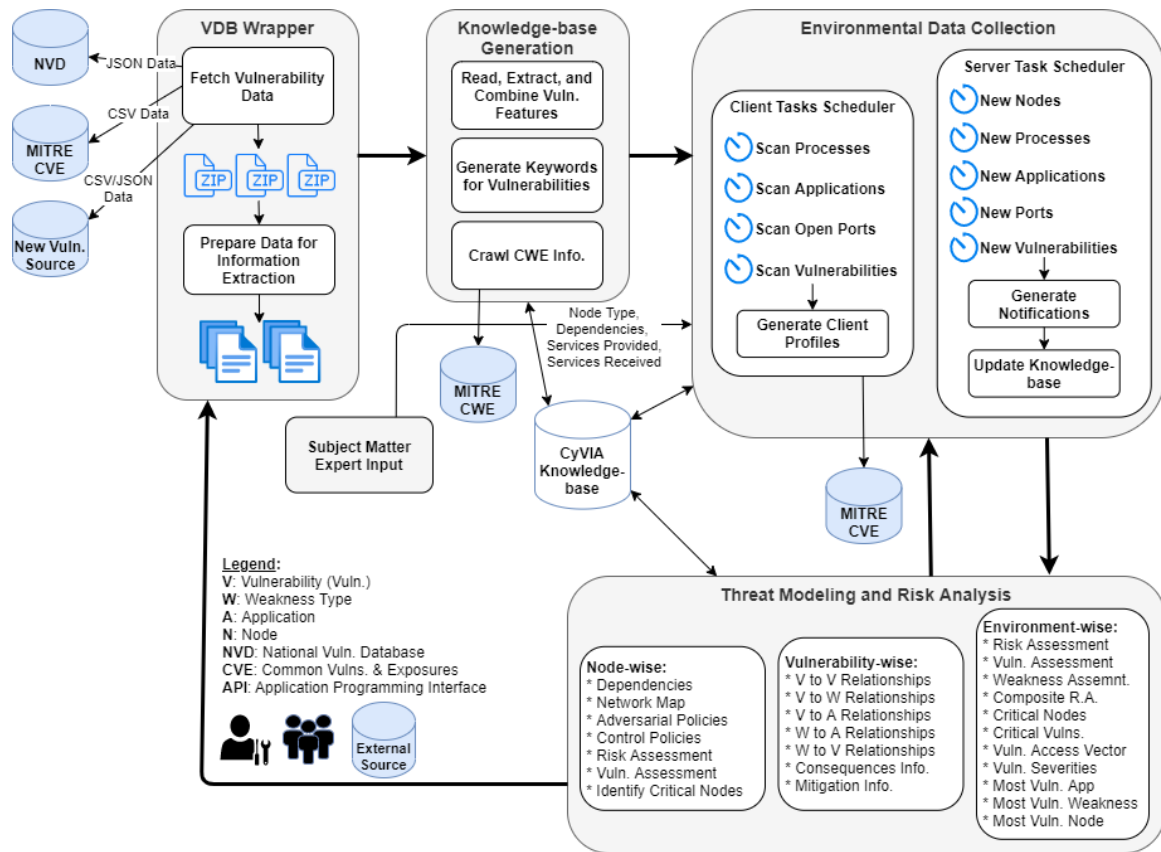 VDB Wrapper
NVD
JSON Data
Fetch Vulnerability
Data
CSV Data
MITRE
CVE
ZIP
ZIP
ZIP
CSV/JSON
Data
New Vuln.
Source
Prepare Data for
Information
Extraction
Knowledge-base
Generation
Read, Extract, and
Combine Vuln.
Features
Generate Keywords
for Vulnerabilities
Crawl CWE Info.
Node Type,
Dependencies,
Services Provided,
Services Received
MITRE
CWE
Subject Matter
Expert Input
CyVIA
Knowledge-
base
Environmental Data Collection
Client Tasks Scheduler
Scan Processes
Scan Applications
Scan Open Ports
Scan Vulnerabilities
Generate Client
Profiles
Server Task Scheduler
New Nodes
New Processes
New Applications
New Ports
New Vulnerabilities
Generate
Notifications
Update Knowledge-
base
MITRE
CVE
Legend:
V: Vulnerability (Vuln.)
W: Weakness Type
A: Application
N: Node
NVD: National Vuln. Database
CVE: Common Vulns. & Exposures
API: Application Programming Interface
External
Source
Threat Modeling and Risk Analysis
Node-wise:
* Dependencies
* Network Map
* Adversarial Policies
* Control Policies
* Risk Assessment
* Vuln. Assessment
* Identify Critical Nodes
Vulnerability-wise:
* V to V Relationships
* V to W Relationships
* V to A Relationships
* W to A Relationships
* W to V Relationships
* Consequences Info.
* Mitigation Info.
Environment-wise:
* Risk Assessment
* Vuln. Assessment
* Weakness Assemnt.
* Composite R.A.
* Critical Nodes
* Critical Vulns.
* Vuln. Access Vector
* Vuln. Severities
* Most Vuln. App
* Most Vuln. Weakness
* Most Vuln. Node